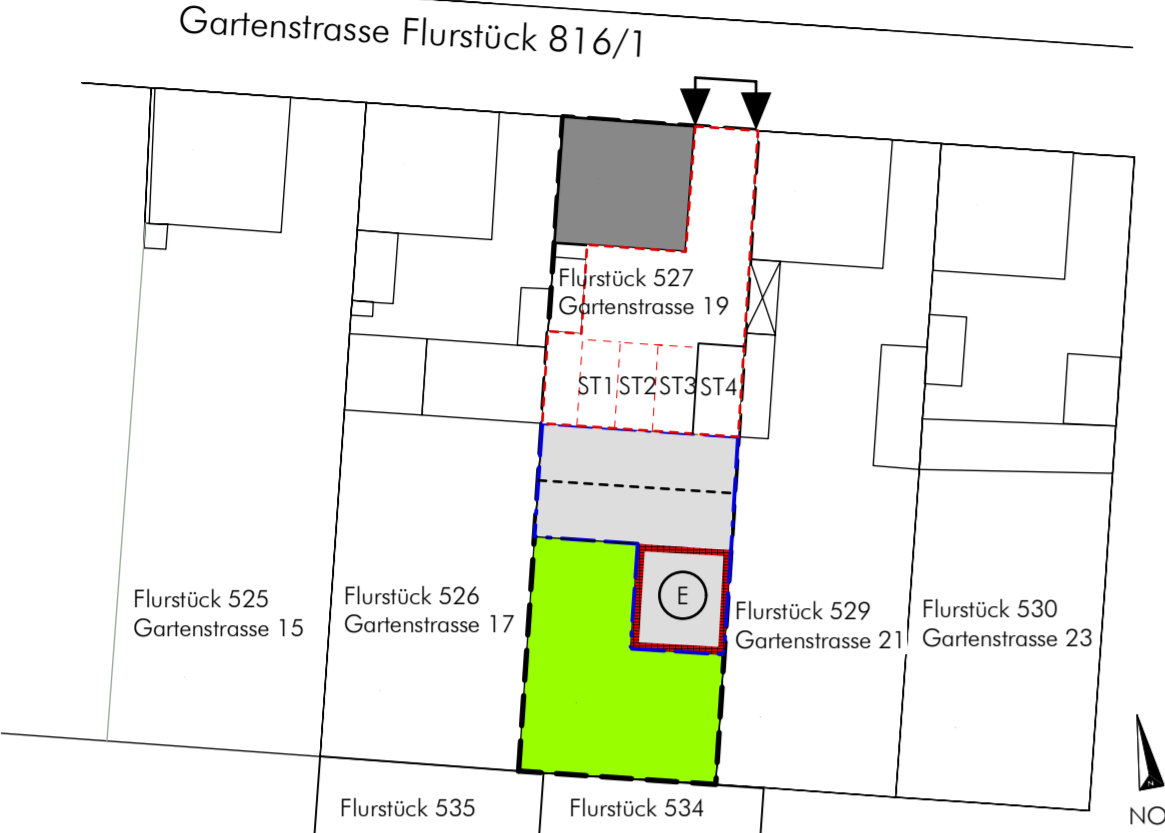 Gartenstrasse Flurstück 816/1
Flurstück 527
Gartenstrasse 19
ST1 ST2 ST3 ST4
E
Flurstück 525
Gartenstrasse 15
Flurstück 526
Gartenstrasse 17
Flurstück 529
Gartenstrasse 21
Flurstück 530
Gartenstrasse 23
Flurstück 535
Flurstück 534
N
NO